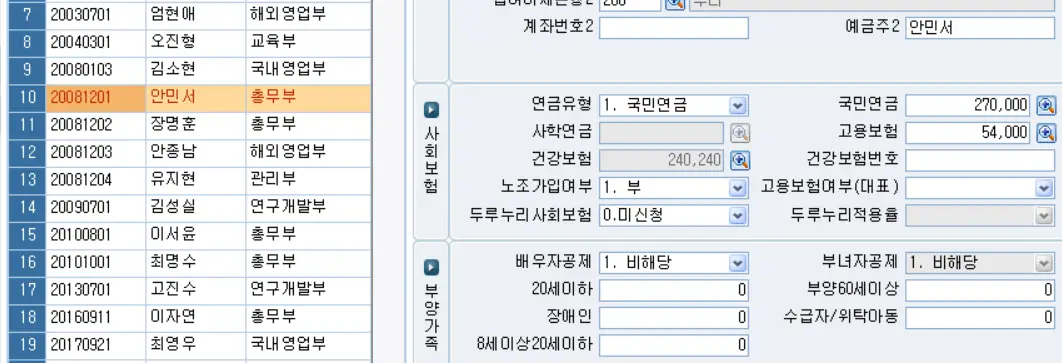 7 20030701 엄현애 해외영업부
8 20040301 오진형 교육부
9 20080103 김소현 국내영업부
10 20081201 안민서 총무부
11 20081202 장명훈 총무부
12 20081203 안종남 해외영업부
13 20081204 유지현 관리부
14 20090701 김성실 연구개발부
15 20100801 이서윤 총무부
16 20101001 최명수 총무부
17 20130701 고진수 연구개발부
18 20160911 이자연 총무부
19 20170921 최영우 국내영업부
계좌번호2 예금주2 안민서
사회보험
연금유형 1. 국민연금 국민연금 270,000
사학연금 고용보험 54,000
건강보험 240,240 건강보험번호
노조가입여부 1. 부 고용보험여부(대표)
두루누리사회보험 0.미신청 두루누리적용율
부양가족
배우자공제 1. 비해당 부녀자공제 1. 비해당
20세이하 0 부양60세이상 0
장애인 0 수급자/위탁아동 0
8세이상20세이하 0